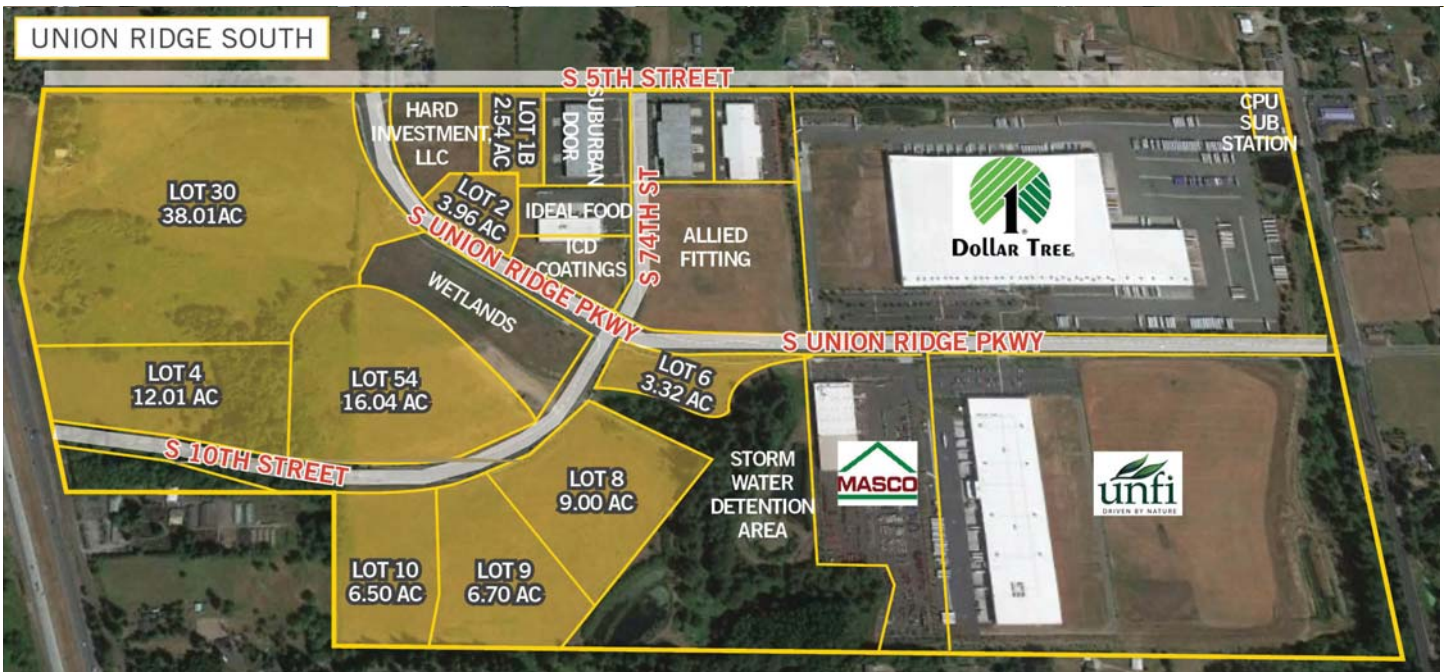 UNION RIDGE SOUTH
S 5TH STREET
HARD
INVESTMENT,
LLC
LOT 1B
2.54 AC
SUBURBAN
DOOR
CPU
SUB
STATION
LOT 30
38.01AC
LOT 2
3.96 AC
IDEAL FOOD
ICD
COATINGS
S 74TH ST
ALLIED
FITTING
1
DOLLAR TREE
S UNION RIDGE PKWY
WETLANDS
S UNION RIDGE PKWY
LOT 4
12.01 AC
LOT 54
16.04 AC
LOT 6
3.32 AC
S 10TH STREET
LOT 8
9.00 AC
STORM
WATER
DETENTION
AREA
MASCO
unfi
DRIVEN BY NATURE
LOT 10
6.50 AC
LOT 9
6.70 AC